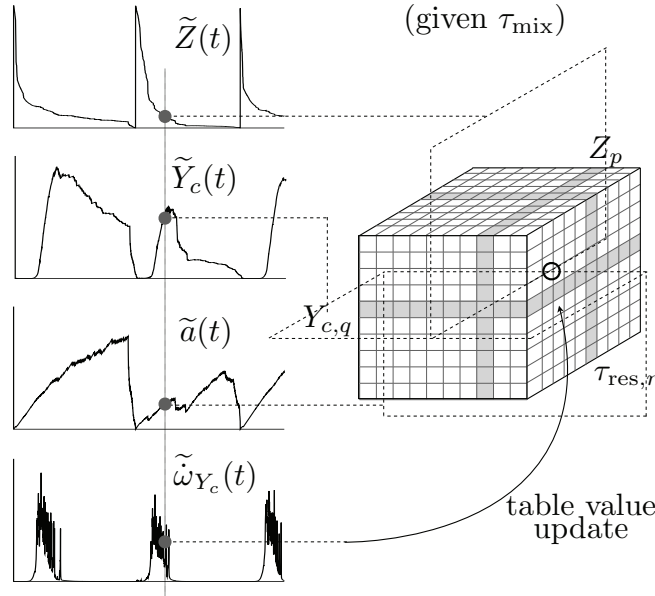 Z̃(t)
(given τ_mix)
Ỹ_c(t)
Z_p
ã(t)
Y_{c,q}
τ_{res,r}
ω̇̃_{Y_c}(t)
table value
update